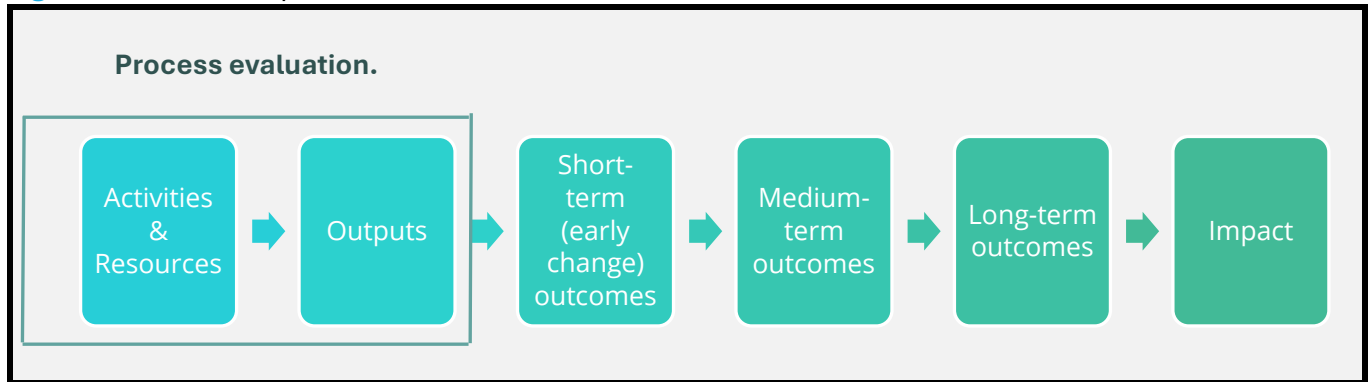 Process evaluation.
Activities
&
Resources
Outputs
Short-
term
(early
change)
outcomes
Medium-
term
outcomes
Long-term
outcomes
Impact